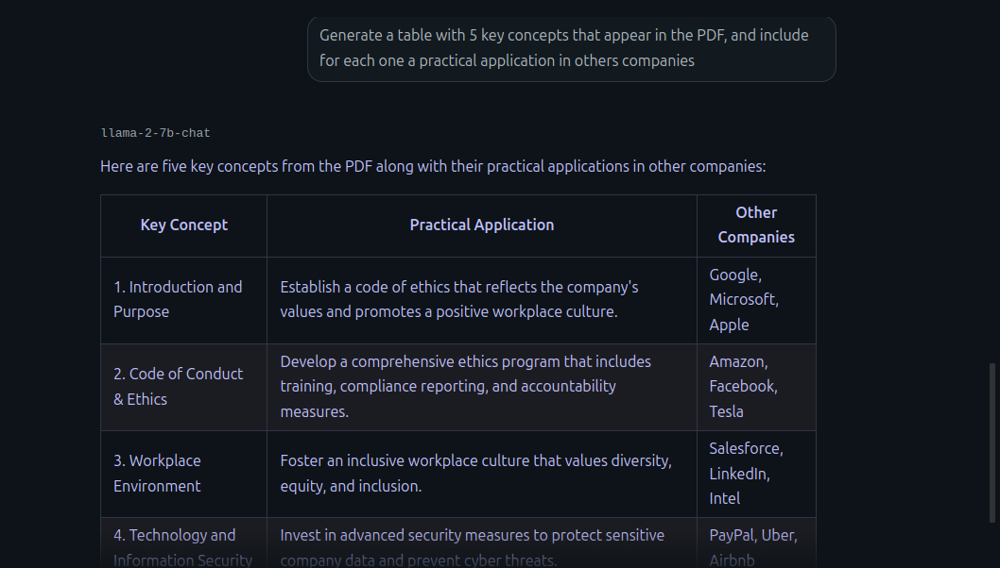 Generate a table with 5 key concepts that appear in the PDF, and include
for each one a practical application in others companies
llama-2-7b-chat
Here are five key concepts from the PDF along with their practical applications in other companies:
Key Concept
Practical Application
Other
Companies
1. Introduction and
Purpose
Establish a code of ethics that reflects the company's
values and promotes a positive workplace culture.
Google,
Microsoft,
Apple
2. Code of Conduct
& Ethics
Develop a comprehensive ethics program that includes
training, compliance reporting, and accountability
measures.
Amazon,
Facebook,
Tesla
3. Workplace
Environment
Foster an inclusive workplace culture that values diversity,
equity, and inclusion.
Salesforce,
LinkedIn,
Intel
4. Technology and
Information Security
Invest in advanced security measures to protect sensitive
company data and prevent cyber threats.
PayPal, Uber,
Airbnb